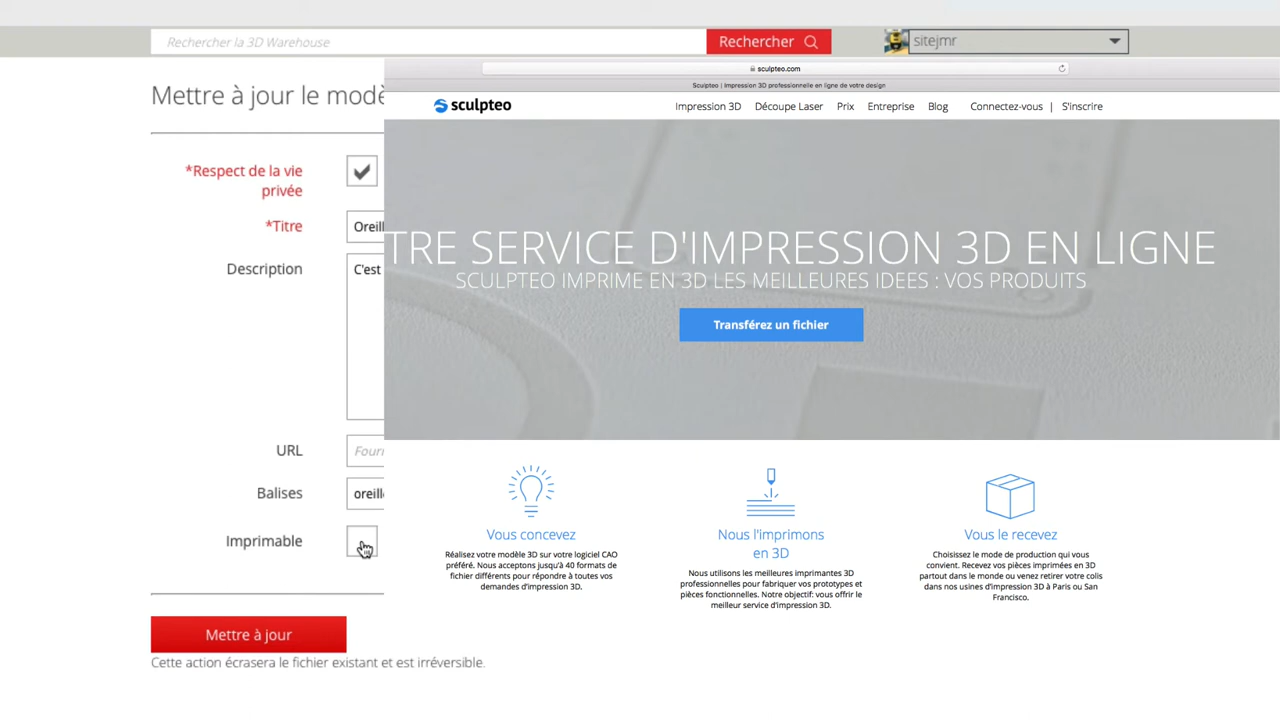 Rechercher la 3D Warehouse
Rechercher
sitejmr
Mettre à jour le modè
*Respect de la vie
privée
*Titre
Oreill
Description
C'est
URL
Fourn
Balises
oreille
Imprimable
Mettre à jour
Cette action écrasera le fichier existant et est irréversible.
sculpteo.com
Sculpteo | Impression 3D professionnelle en ligne de votre design
sculpteo
Impression 3D Découpe Laser Prix Entreprise Blog Connectez-vous | S'inscrire
TRE SERVICE D'IMPRESSION 3D EN LIGNE
SCULPTEO IMPRIME EN 3D LES MEILLEURES IDEES : VOS PRODUITS
Transférez un fichier
Vous concevez
Réalisez votre modèle 3D sur votre logiciel CAO
préféré. Nous acceptons jusqu'à 40 formats de
fichier différents pour répondre à toutes vos
demandes d'impression 3D.
Nous l'imprimons
en 3D
Nous utilisons les meilleures imprimantes 3D
professionnelles pour fabriquer vos prototypes et
pièces fonctionnelles. Notre objectif: vous offrir le
meilleur service d'impression 3D.
Vous le recevez
Choisissez le mode de production qui vous
convient. Recevez vos pièces imprimées en 3D
partout dans le monde ou venez retirer votre colis
dans nos usines d'impression 3D à Paris ou San
Francisco.